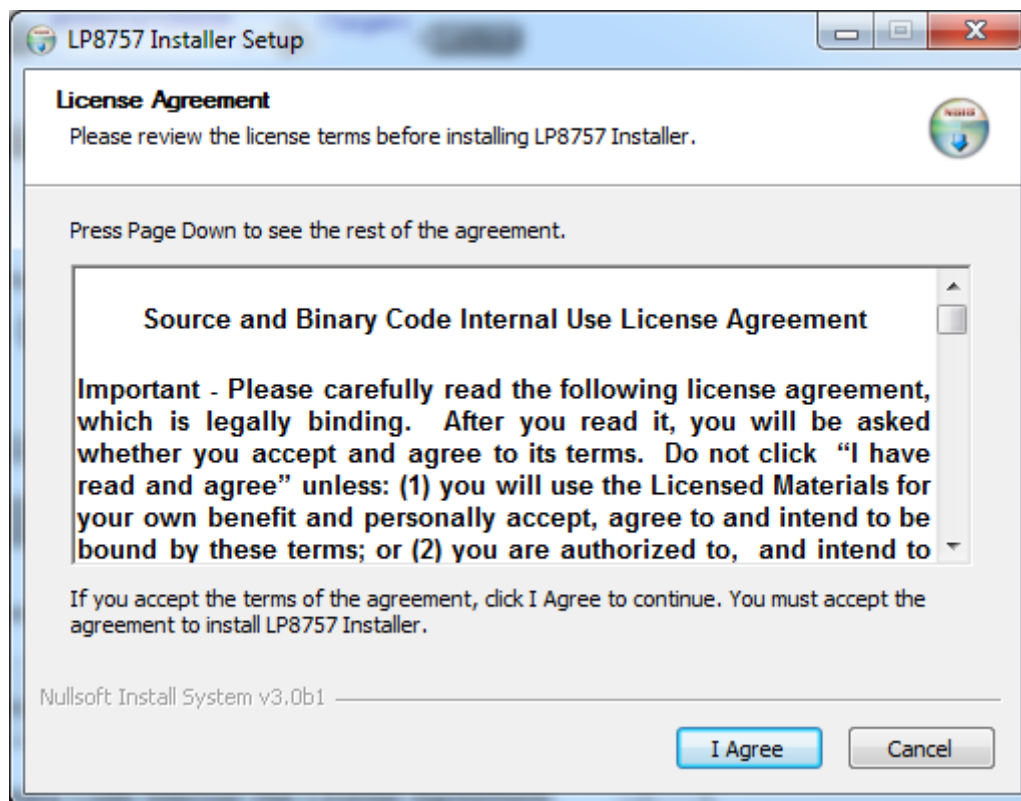 LP8757 Installer Setup
License Agreement
Please review the license terms before installing LP8757 Installer.
Press Page Down to see the rest of the agreement.
Source and Binary Code Internal Use License Agreement
Important - Please carefully read the following license agreement,
which is legally binding.  After you read it, you will be asked
whether you accept and agree to its terms.  Do not click  “I have
read and agree” unless: (1) you will use the Licensed Materials for
your own benefit and personally accept, agree to and intend to be
bound by these terms; or (2) you are authorized to,  and intend to
If you accept the terms of the agreement, click I Agree to continue. You must accept the
agreement to install LP8757 Installer.
Nullsoft Install System v3.0b1
I Agree
Cancel